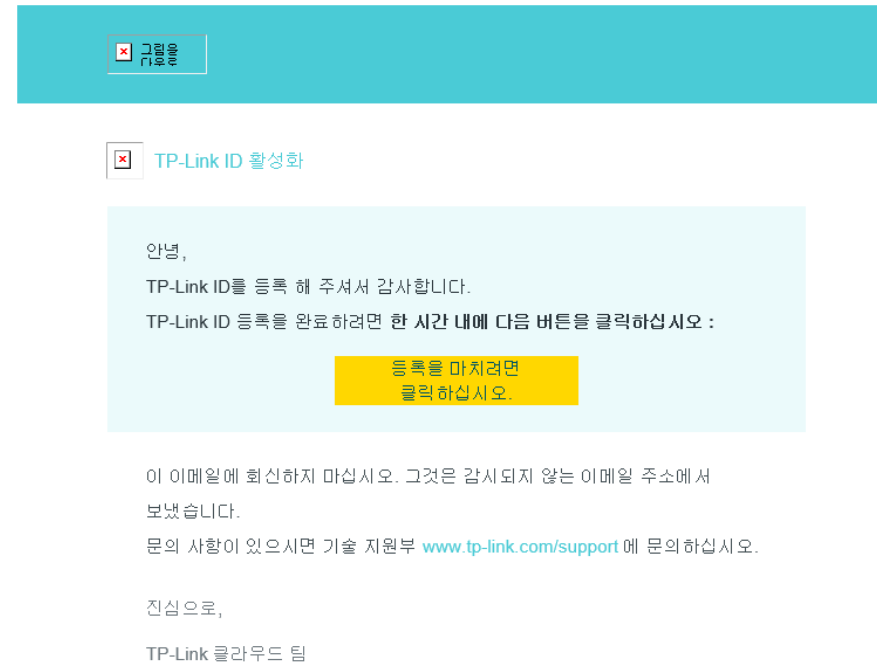 그림을
다운로
TP-Link ID 활성화
안녕,
TP-Link ID를 등록 해 주셔서 감사합니다.
TP-Link ID 등록을 완료하려면 한 시간 내에 다음 버튼을 클릭하십시오 :
등록을 마치려면
클릭하십시오.
이 이메일에 회신하지 마십시오. 그것은 감시되지 않는 이메일 주소에서
보냈습니다.
문의 사항이 있으시면 기술 지원부 www.tp-link.com/support 에 문의하십시오.
진심으로,
TP-Link 클라우드 팀